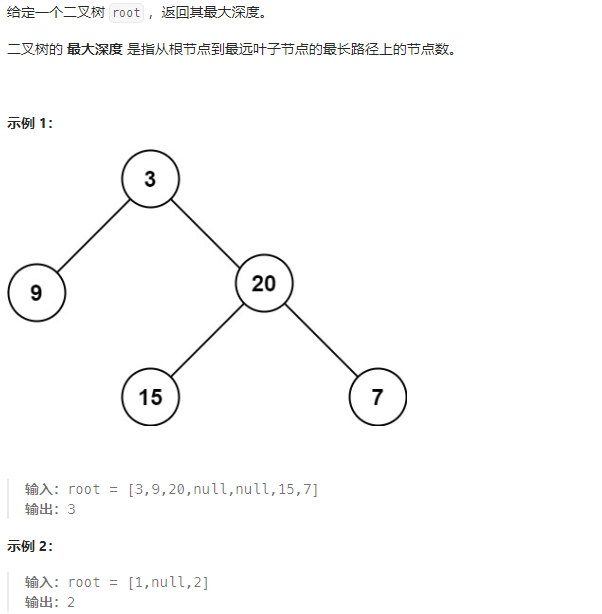 给定一个二叉树 root ，返回其最大深度。
二叉树的 最大深度 是指从根节点到最远叶子节点的最长路径上的节点数。
示例 1：
3
9
20
15
7
输入：root = [3,9,20,null,null,15,7]
输出：3
示例 2：
输入：root = [1,null,2]
输出：2